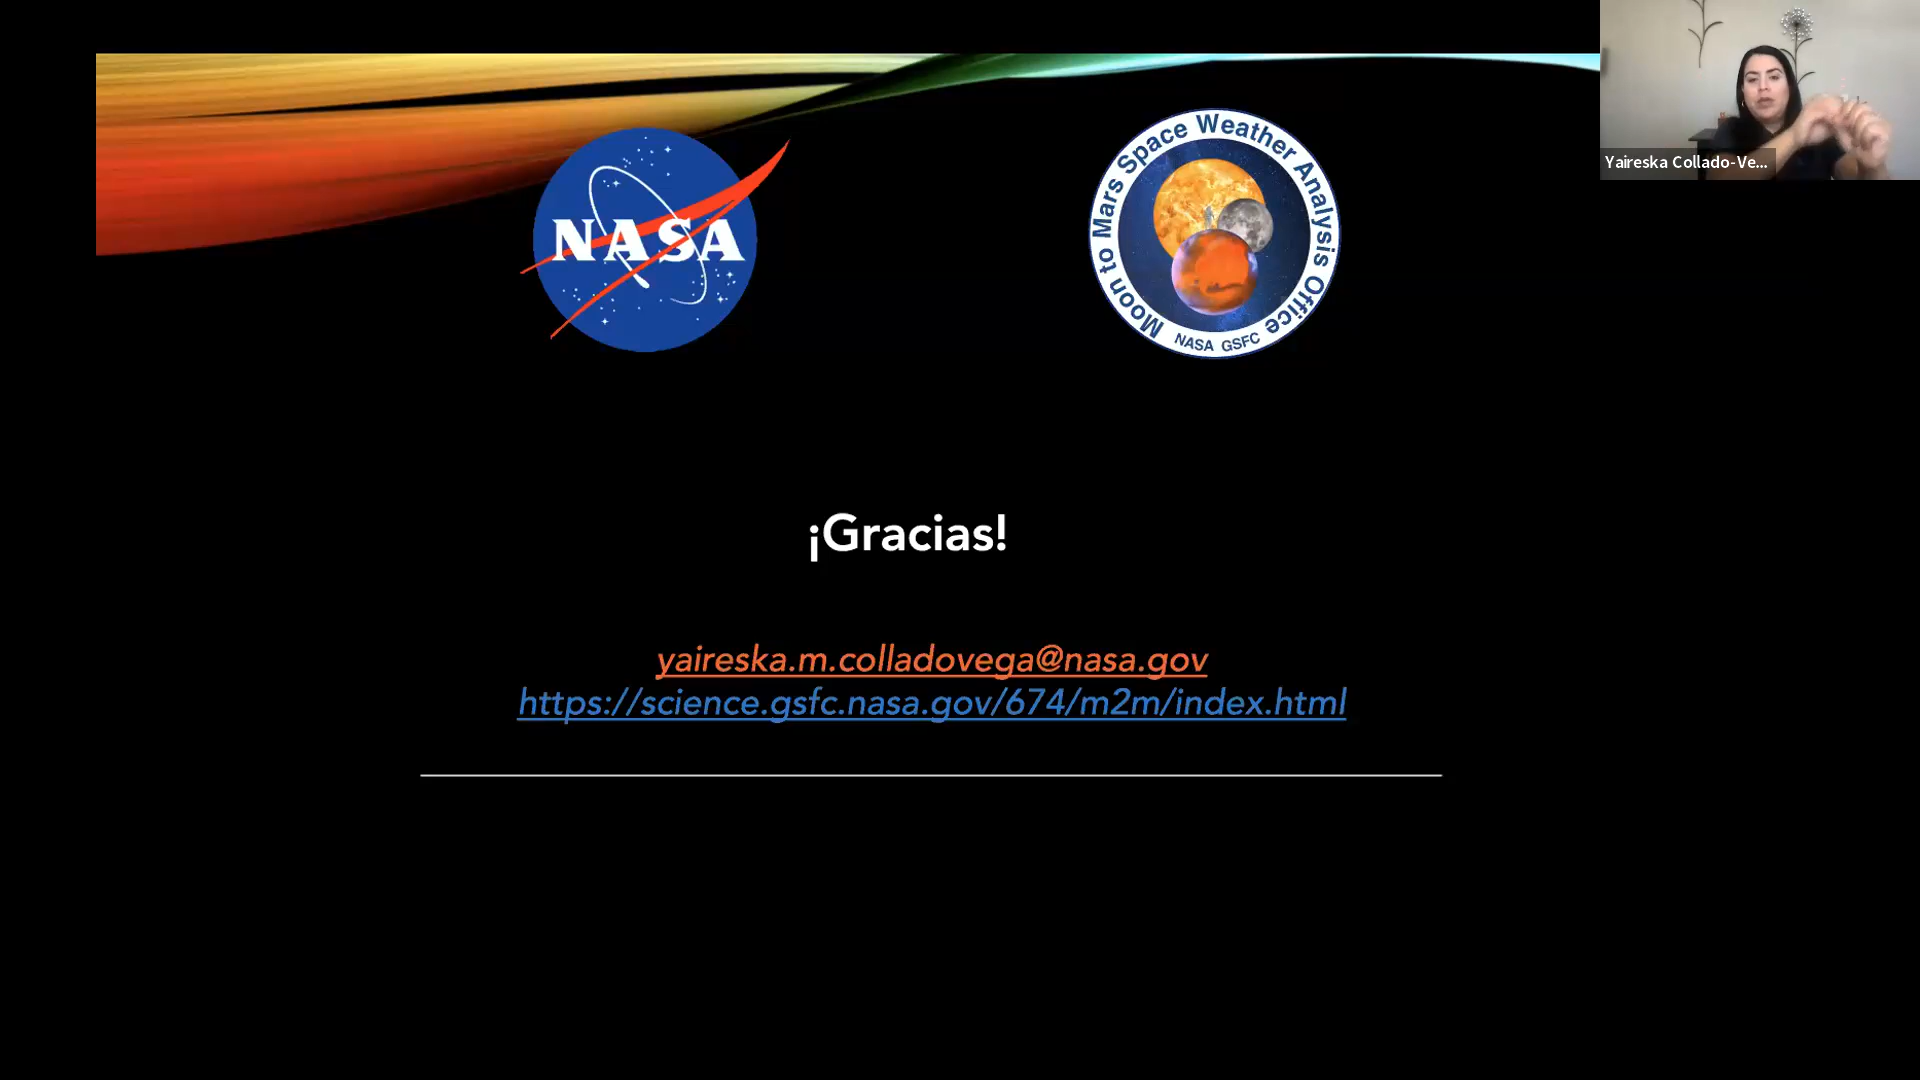 NASA
Moon to Mars Space Weather Analysis Office
NASA GSFC
Yaireska Collado-Ve...
¡Gracias!
yaireska.m.colladovega@nasa.gov
https://science.gsfc.nasa.gov/674/m2m/index.html